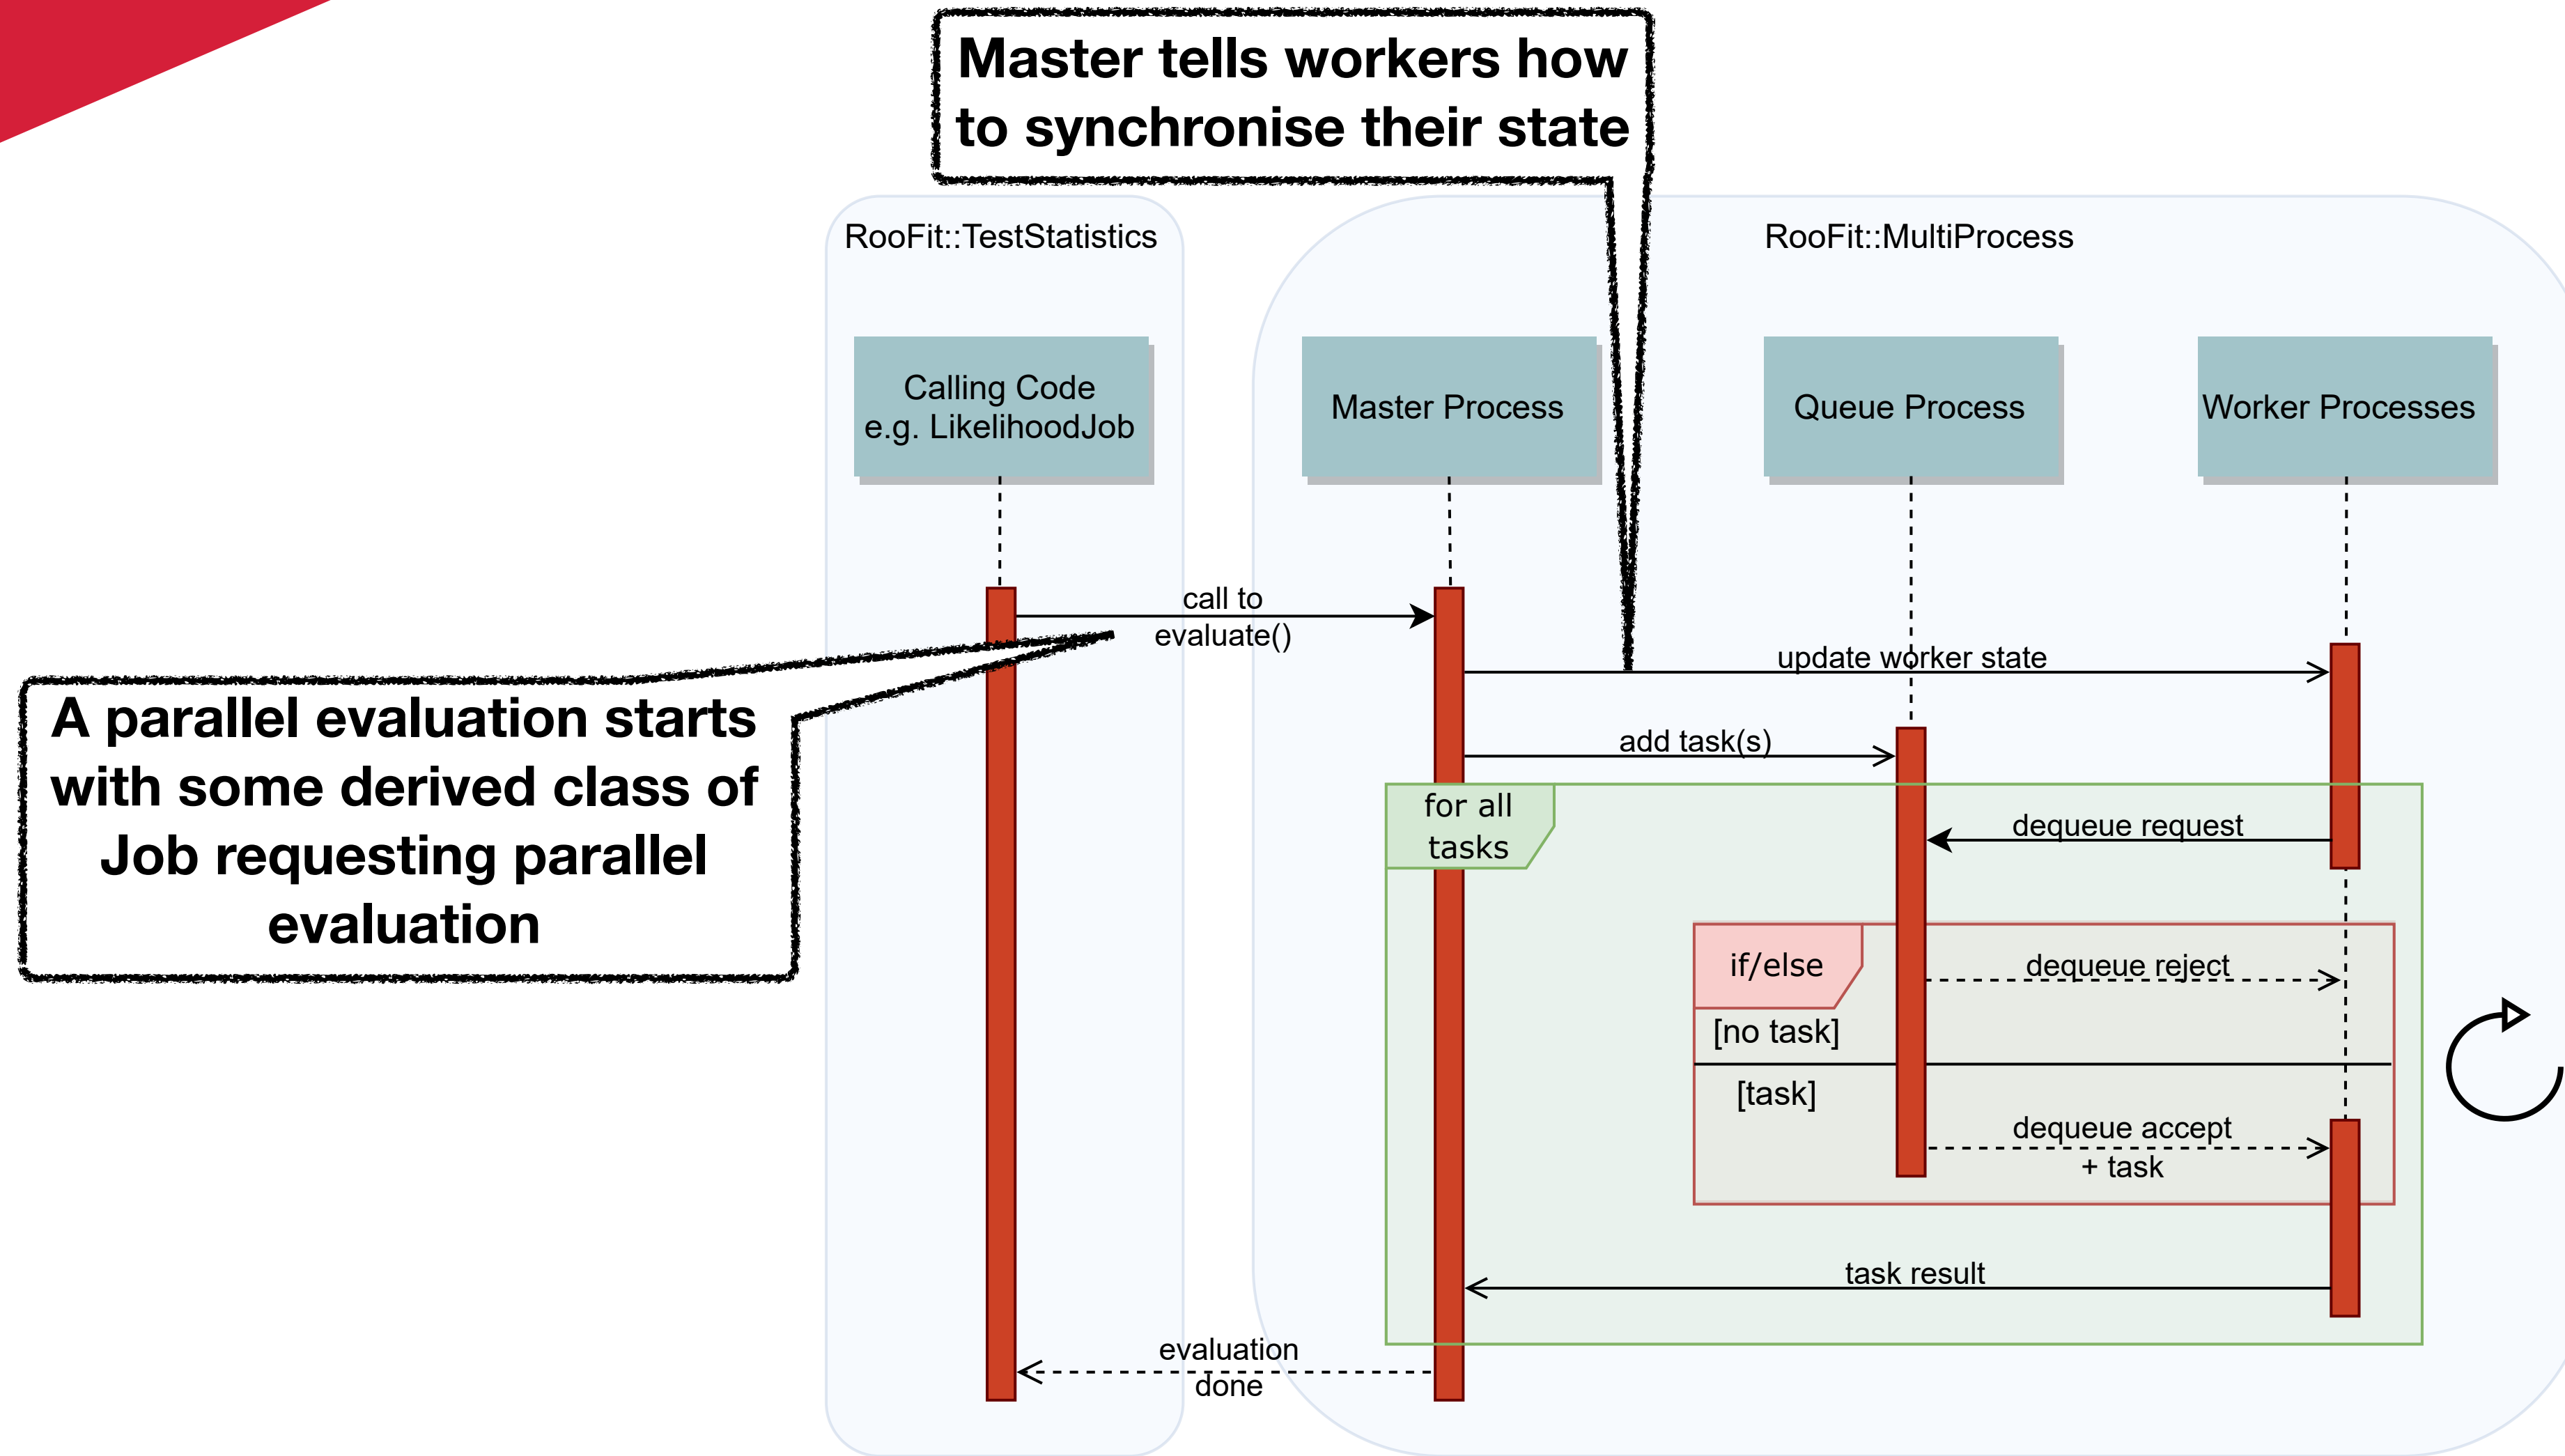 Master tells workers how
to synchronise their state
RooFit::TestStatistics
RooFit::MultiProcess
Calling Code
e.g. LikelihoodJob
Master Process
Queue Process
Worker Processes
call to
evaluate()
update worker state
A parallel evaluation starts
with some derived class of
Job requesting parallel
evaluation
add task(s)
for all
tasks
dequeue request
if/else
dequeue reject
[no task]
[task]
dequeue accept
+ task
task result
evaluation
done